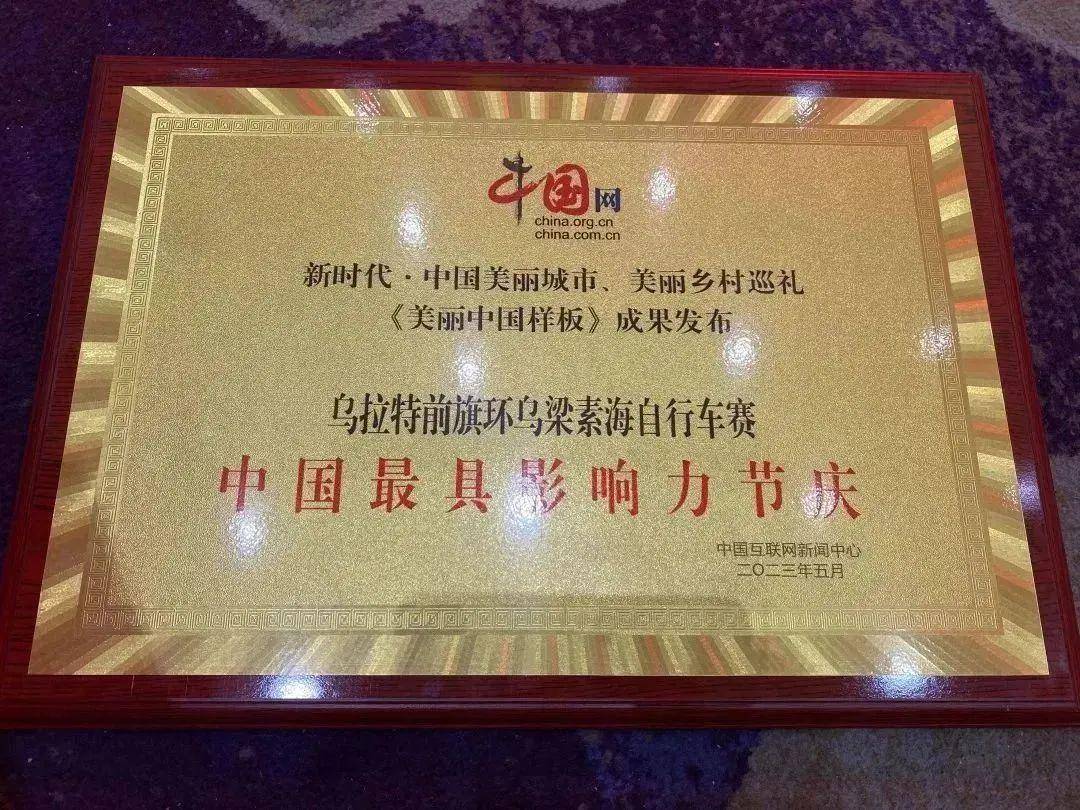 中国网
china.org.cn
china.com.cn
新时代·中国美丽城市、美丽乡村巡礼
《美丽中国样板》成果发布
乌拉特前旗环乌梁素海自行车赛
中国最具影响力节庆
中国互联网新闻中心
二〇二三年五月